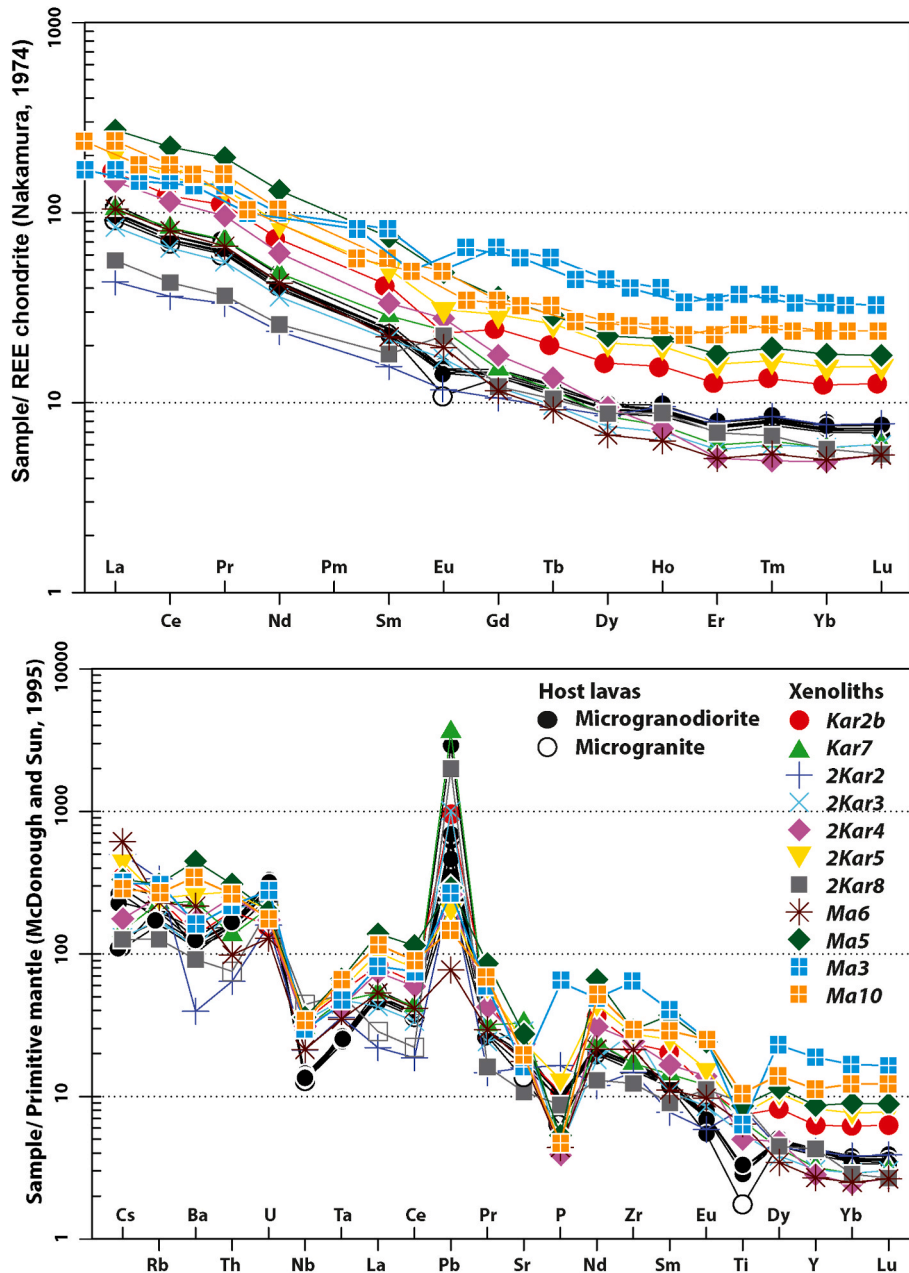 Sample/ REE chondrite (Nakamura, 1974)
1000
100
10
1
La Pr Pm Eu Tb Ho Tm Lu
Ce Nd Sm Gd Dy Er Yb
Sample/ Primitive mantle (McDonough and Sun, 1995)
10000
1000
100
10
1
Host lavas
Microgranodiorite
Microgranite
Xenoliths
Kar2b
Kar7
2Kar2
2Kar3
2Kar4
2Kar5
2Kar8
Ma6
Ma5
Ma3
Ma10
Cs Ba U Ta Ce Sr P Zr Eu Dy Yb
Rb Th Nb La Pb Pr Nd Sm Ti Y Lu